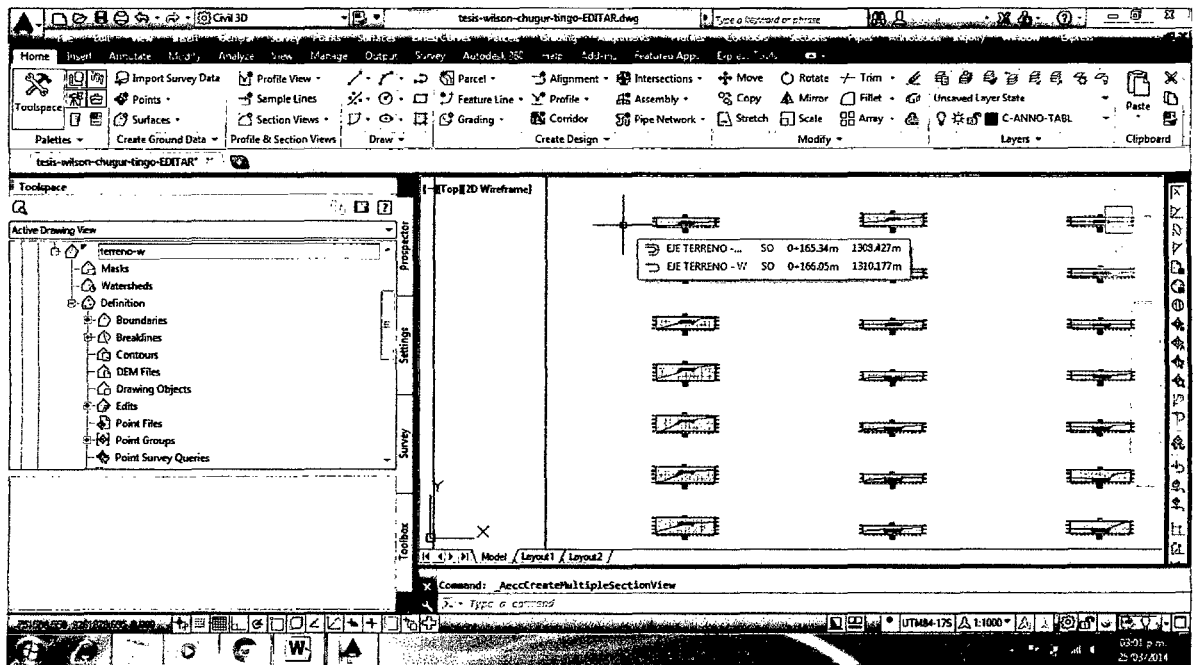 Civil 3D
tesis-wilson-chugur-tingo-EDITAR.dwg
Type a keyword or phrase
Home Insert Annotate Modify Analyze View Manage Output Survey Autodesk 360 Help Add-ins Featured Apps
Import Survey Data
Profile View
Parcel
Alignment
Intersections
Move
Rotate
Trim
Toolspace
Points
Sample Lines
Feature Line
Profile
Assembly
Copy
Mirror
Fillet
Unsaved Layer State
Paste
Surfaces
Section Views
Grading
Corridor
Pipe Network
Stretch
Scale
Array
C-ANNO-TABL
Palettes
Create Ground Data
Profile & Section Views
Draw
Create Design
Modify
Layers
Clipboard
tesis-wilson-chugur-tingo-EDITAR*
Toolspace
Active Drawing View
terreno-w
Masks
Watersheds
Definition
Boundaries
Breaklines
Contours
DEM Files
Drawing Objects
Edits
Point Files
Point Groups
Point Survey Queries
Prospector
Settings
Survey
Toolbox
[-][Top][2D Wireframe]
EJE TERRENO -... SO 0+165.34m 1309.427m
EJE TERRENO - W SO 0+166.05m 1310.177m
Y
X
Model Layout1 Layout2
Command: _AeccCreateMultipleSectionView
Type a command
UTM84-17S 1:1000
W
03:01 p.m.
25/03/2014